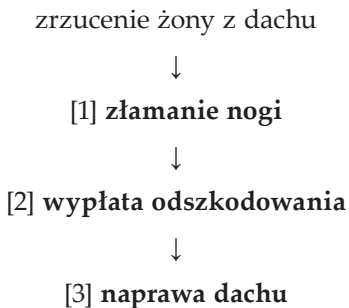 zrzucenie żony z dachu
↓
[1] złamanie nogi
↓
[2] wypłata odszkodowania
↓
[3] naprawa dachu